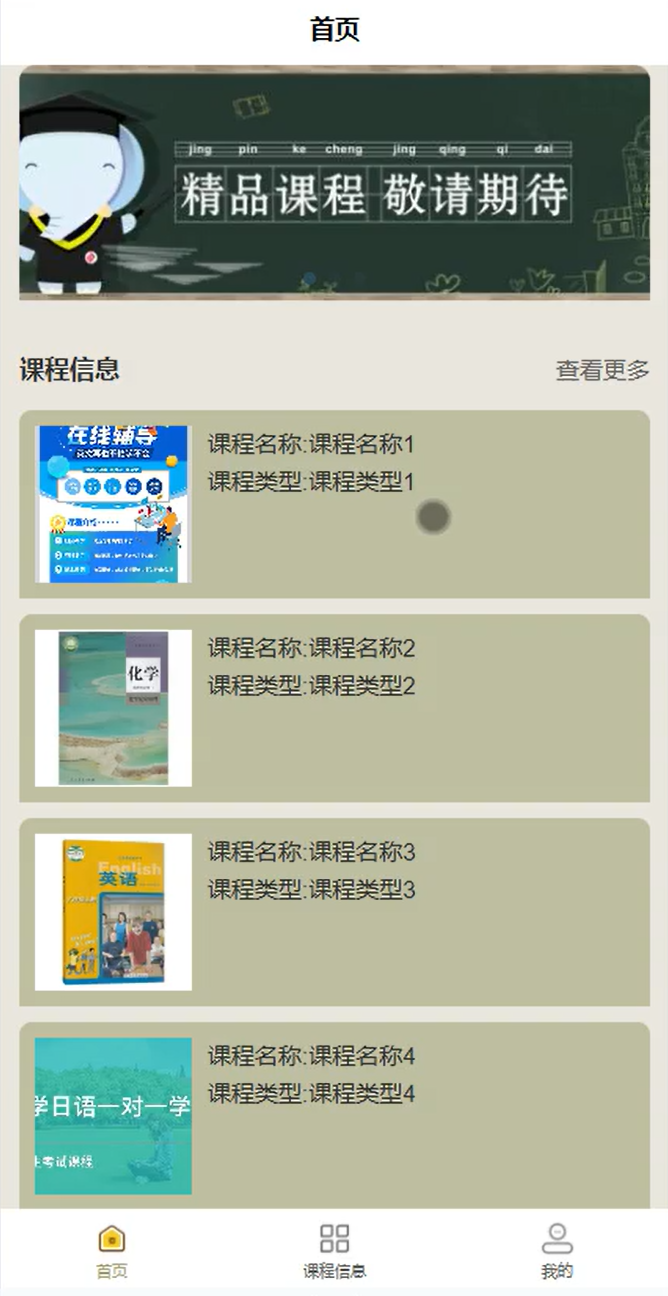 首页
jing pin ke cheng jing qing qi dai
精品课程 敬请期待
课程信息
查看更多
在线辅导
课程名称:课程名称1
课程类型:课程类型1
化学
课程名称:课程名称2
课程类型:课程类型2
English
英语
课程名称:课程名称3
课程类型:课程类型3
学日语一对一学
生考试课程
课程名称:课程名称4
课程类型:课程类型4
首页
课程信息
我的